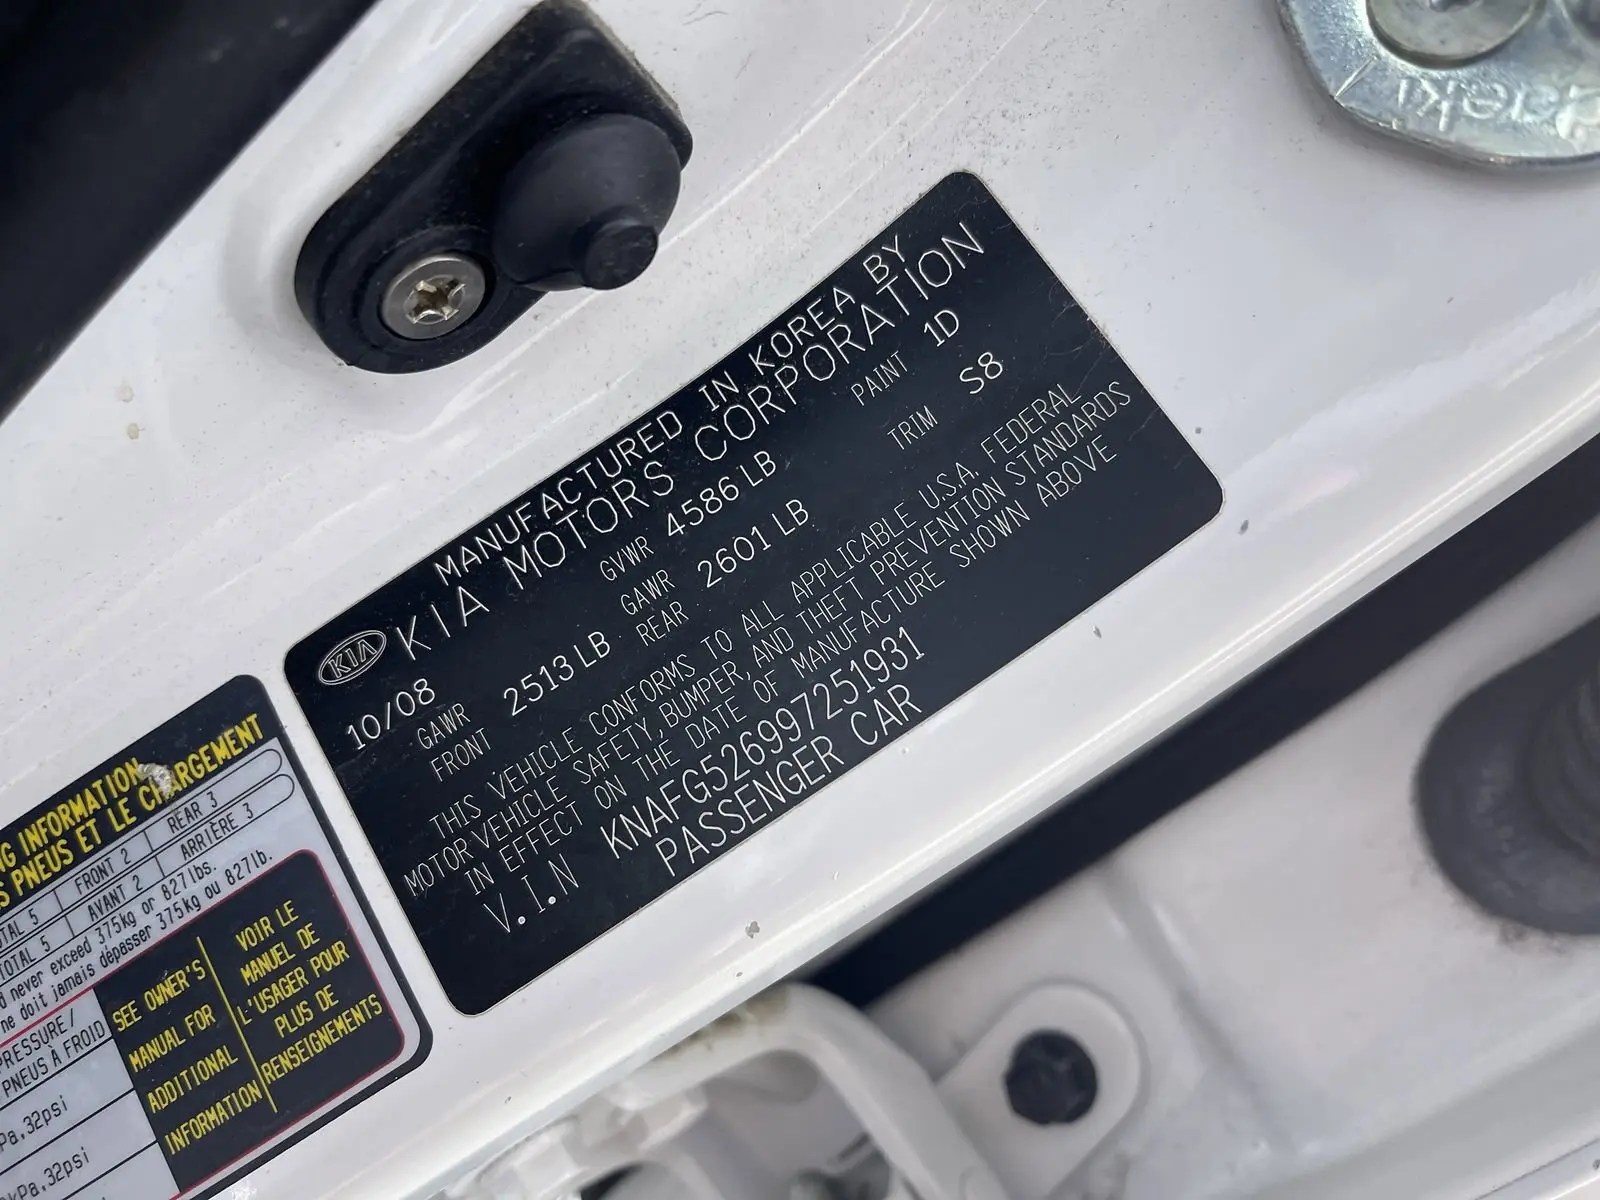 MANUFACTURED IN KOREA BY
KIA KIA MOTORS CORPORATION
10/08 GVWR 4586 LB PAINT 1D
GAWR FRONT 2513 LB GAWR REAR 2601 LB TRIM S8
THIS VEHICLE CONFORMS TO ALL APPLICABLE U.S.A. FEDERAL
MOTOR VEHICLE SAFETY, BUMPER, AND THEFT PREVENTION STANDARDS
IN EFFECT ON THE DATE OF MANUFACTURE SHOWN ABOVE
V.I.N KNAFG526997251931
PASSENGER CAR
INFORMATION
PNEUS ET LE CHARGEMENT
5 FRONT 2 REAR 3
TOTAL 5 AVANT 2 ARRIÈRE 3
never exceed 375kg or 827lbs.
ne doit jamais dépasser 375kg ou 827lb.
PRESSURE/
PNEUS À FROID
32psi
32psi
SEE OWNER'S
MANUAL FOR
ADDITIONAL
INFORMATION
VOIR LE
MANUEL DE
L'USAGER POUR
PLUS DE
RENSEIGNEMENTS